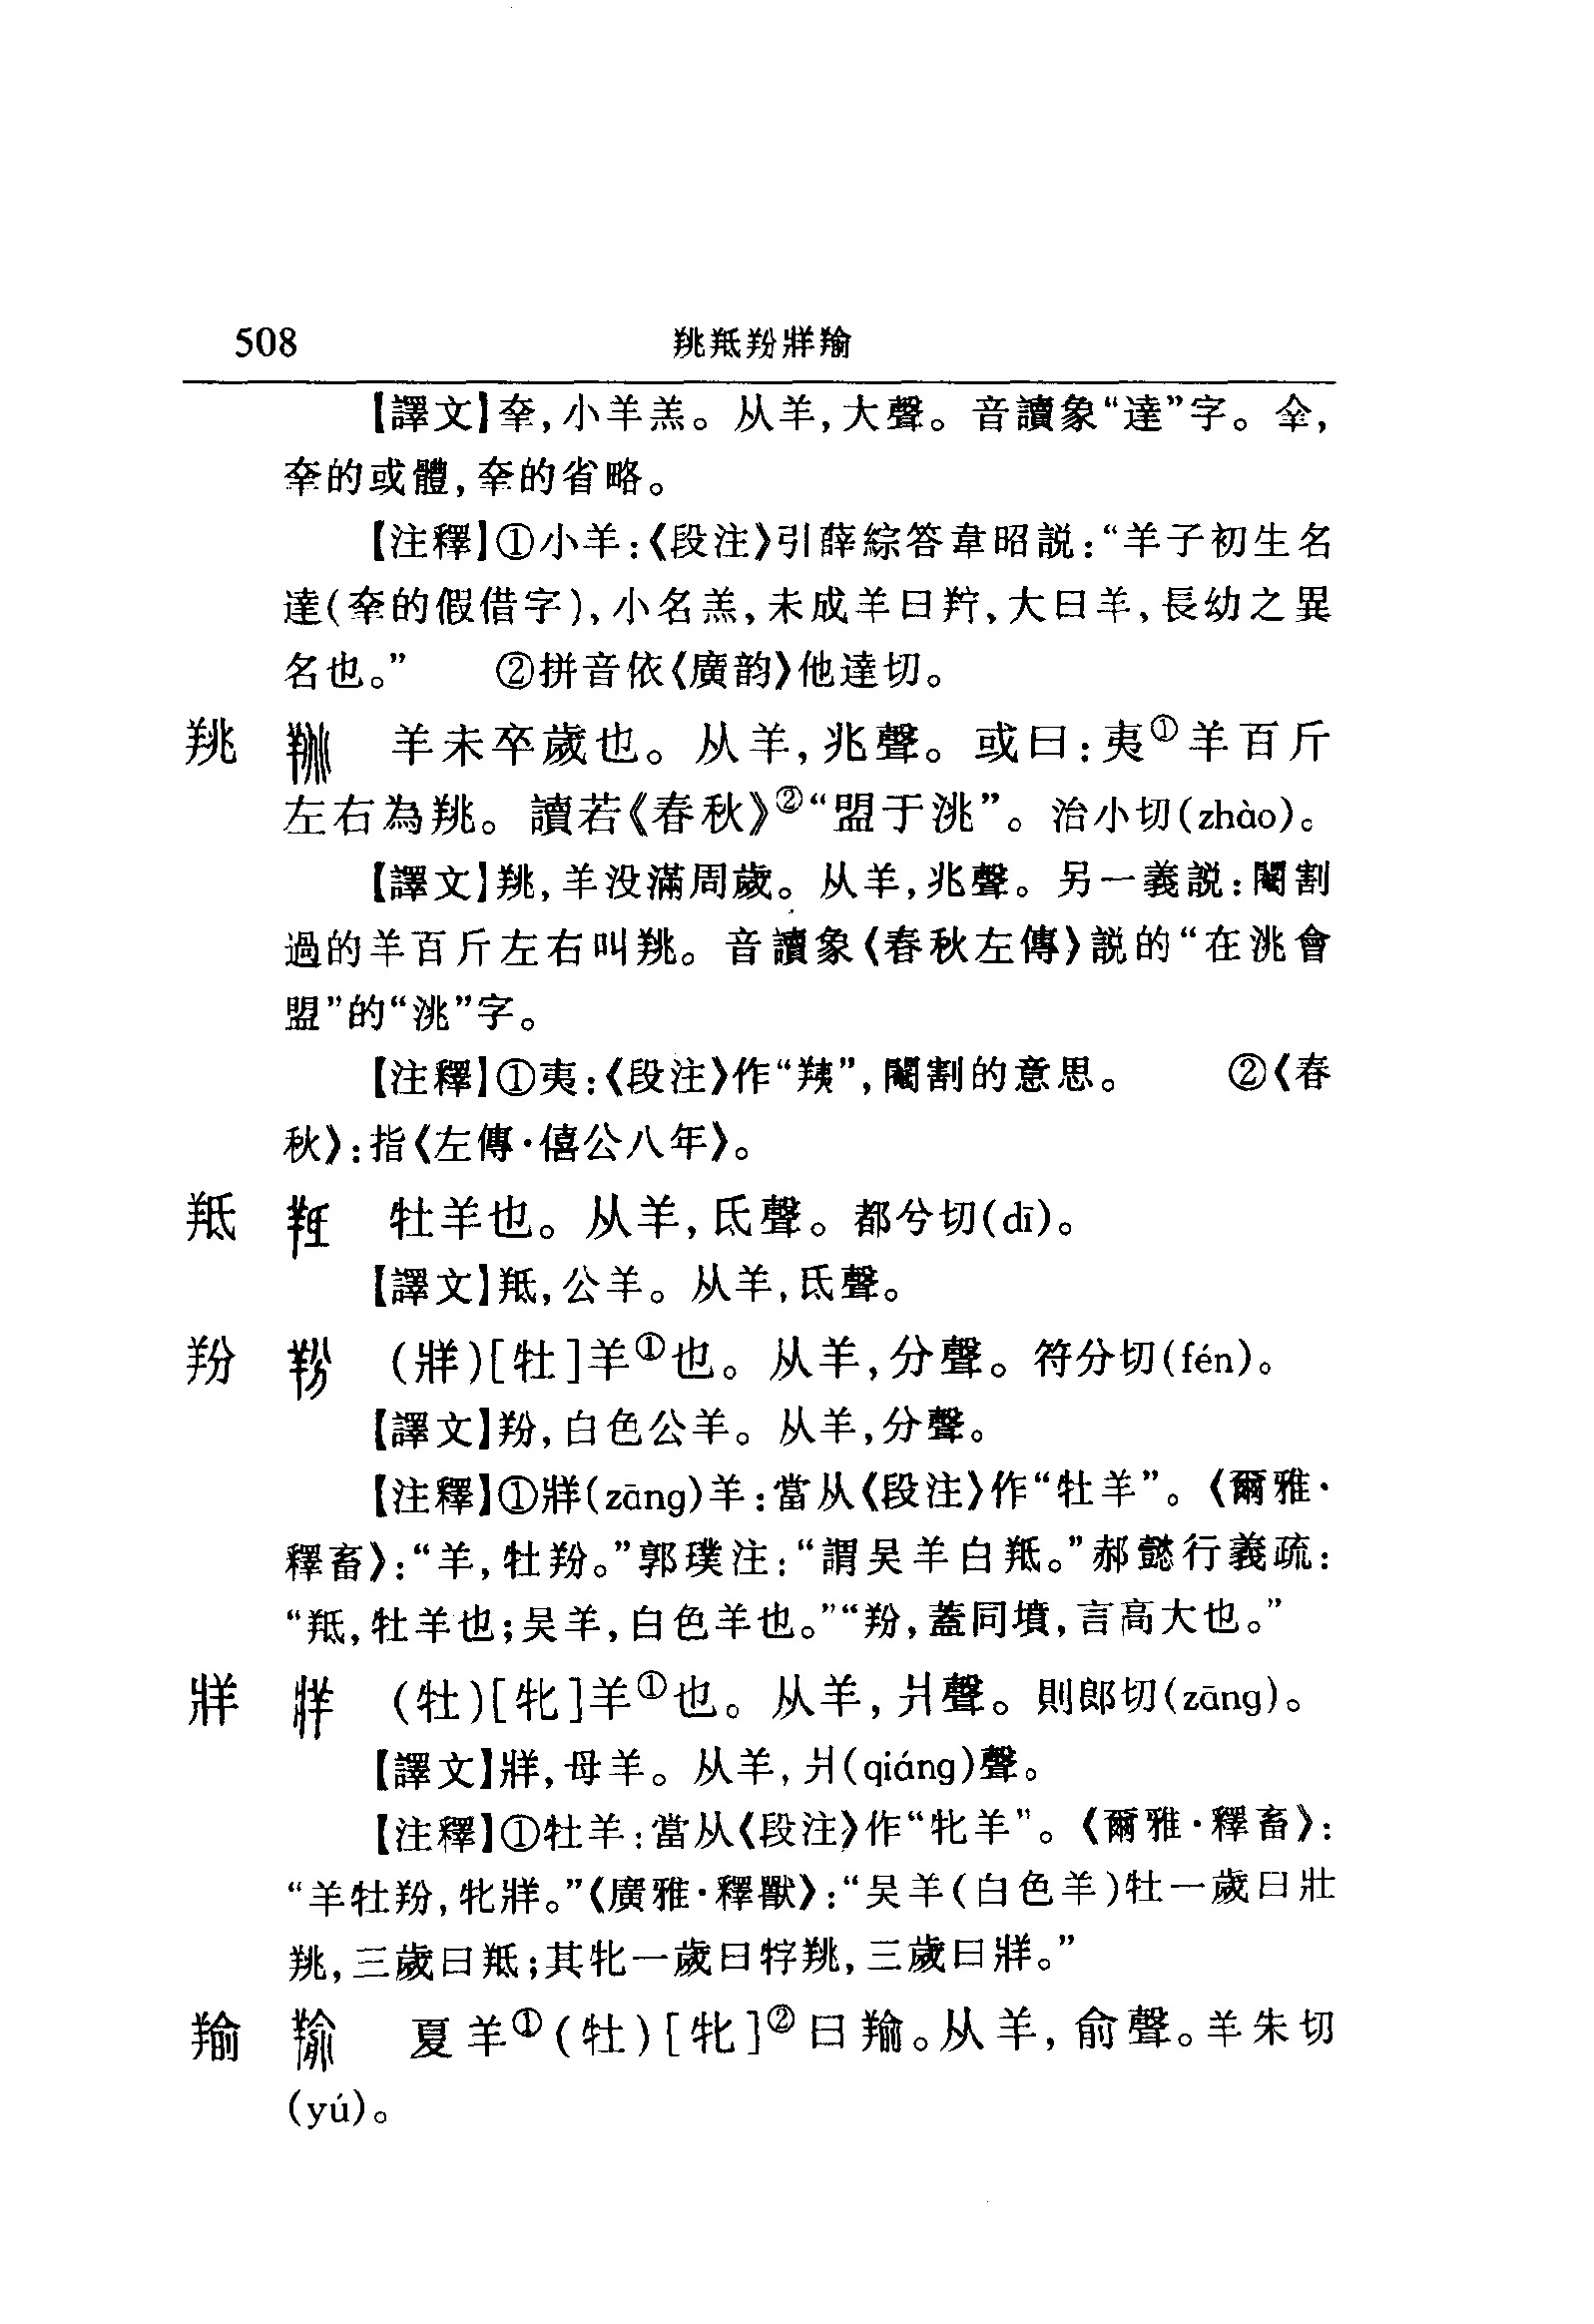 508 羜羝羒牂羭
【譯文】羍,小羊羔。从羊,大聲。音讀象“達”字。𦍒,
羍的或體,羍的省略。
【注釋】①小羊:《段注》引薛綜答韋昭説:“羊子初生名
達(羍的假借字),小名羔,未成羊曰羜,大曰羊,長幼之異
名也。” ②拼音依《廣韵》他達切。
羕 羊未卒歲也。从羊,兆聲。或曰:夷①羊百斤
左右為𦍩。讀若《春秋》②“盟于洮”。治小切(zhào)。
【譯文】𦍩,羊没滿周歲。从羊,兆聲。另一義説:閹割
過的羊百斤左右叫𦍩。音讀象《春秋左傳》説的“在洮會
盟”的“洮”字。
【注釋】①夷:《段注》作“羠”,閹割的意思。 ②《春
秋》:指《左傳·僖公八年》。
羝 牡羊也。从羊,氐聲。都兮切(dī)。
【譯文】羝,公羊。从羊,氐聲。
羒 (牂)[牡]羊①也。从羊,分聲。符分切(fén)。
【譯文】羒,白色公羊。从羊,分聲。
【注釋】①牂(zāng)羊:當从《段注》作“牡羊”。《爾雅·
釋畜》:“羊,牡羒。”郭璞注:“謂吴羊白羝。”郝懿行義疏:
“羝,牡羊也;吴羊,白色羊也。”“羒,蓋同墳,言高大也。”
牂 (牡)[牝]羊①也。从羊,爿聲。則郎切(zāng)。
【譯文】牂,母羊。从羊,爿(qiáng)聲。
【注釋】①牡羊:當从《段注》作“牝羊”。《爾雅·釋畜》:
“羊牡羒,牝牂。”《廣雅·釋獸》:“吴羊(白色羊)牡一歲曰牡
𦍩,三歲曰羝;其牝一歲曰牸𦍩,三歲曰牂。”
羭 夏羊①(牡)[牝]②曰羭。从羊,俞聲。羊朱切
(yú)。